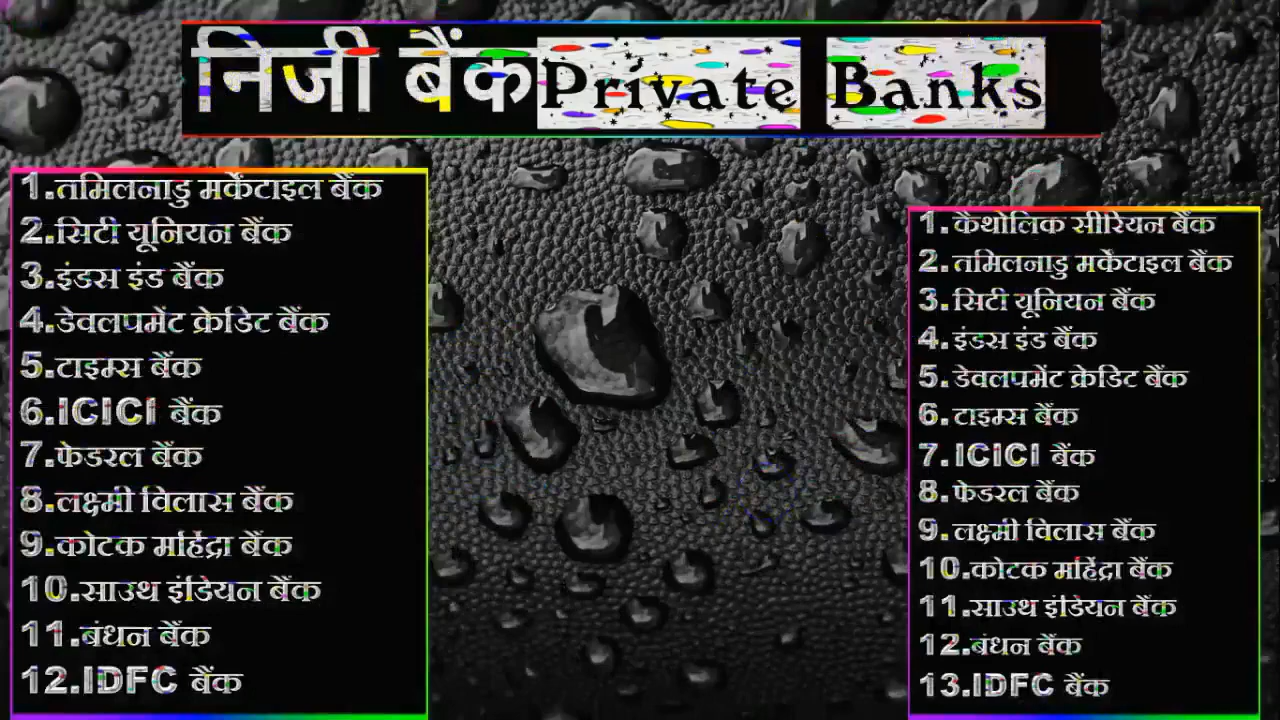 निजी बैंक Private Banks
1.तमिलनाडु मर्केंटाइल बैंक
2.सिटी यूनियन बैंक
3.इंडस इंड बैंक
4.डेवलपमेंट क्रेडिट बैंक
5.टाइम्स बैंक
6.ICICI बैंक
7.फेडरल बैंक
8.लक्ष्मी विलास बैंक
9.कोटक महिंद्रा बैंक
10.साउथ इंडियन बैंक
11.बंधन बैंक
12.IDFC बैंक
1. कैथोलिक सीरियन बैंक
2. तमिलनाडु मर्केंटाइल बैंक
3. सिटी यूनियन बैंक
4. इंडस इंड बैंक
5. डेवलपमेंट क्रेडिट बैंक
6. टाइम्स बैंक
7. ICICI बैंक
8. फेडरल बैंक
9. लक्ष्मी विलास बैंक
10.कोटक महिंद्रा बैंक
11.साउथ इंडियन बैंक
12.बंधन बैंक
13.IDFC बैंक